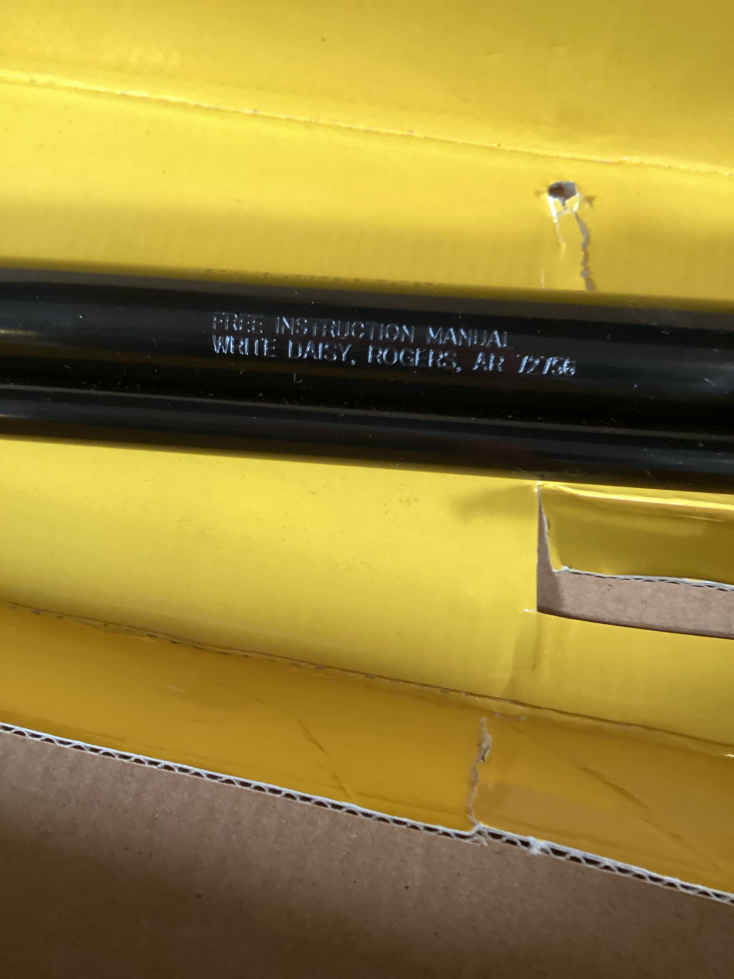 FREE INSTRUCTION MANUAL
WRITE DAISY, ROGERS, AR 72756